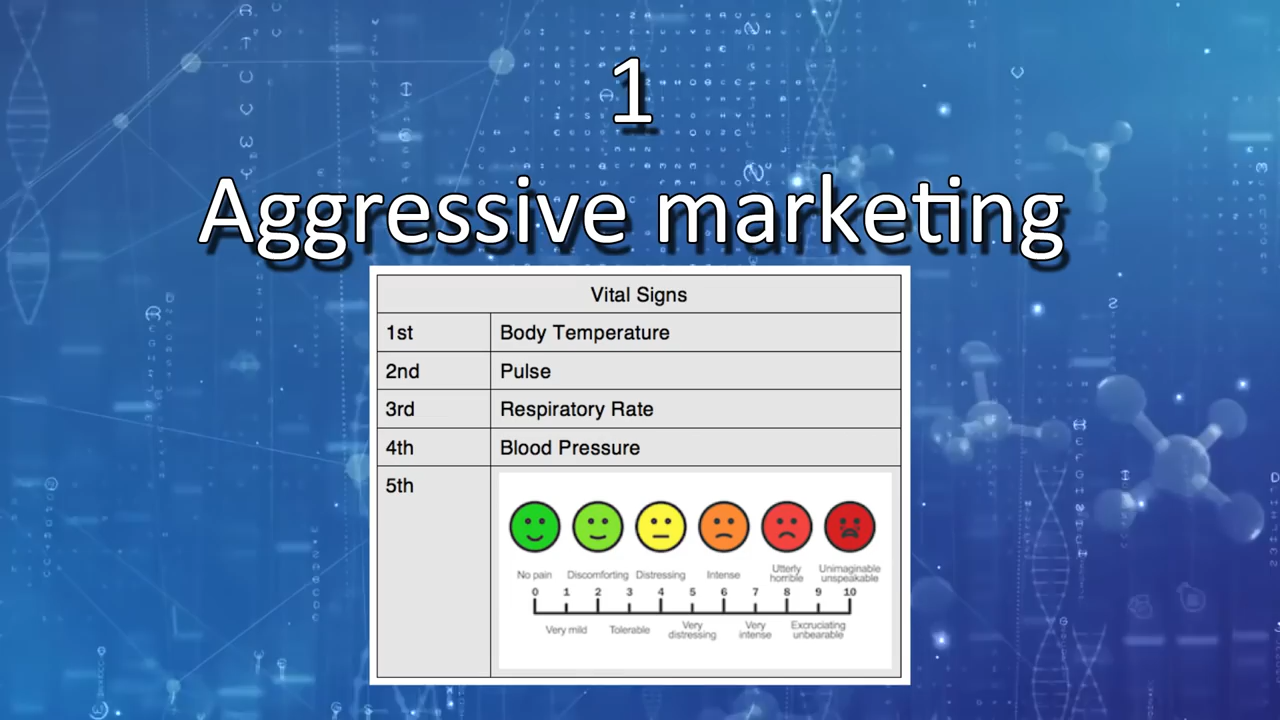 1
Aggressive marketing
Vital Signs
1st Body Temperature
2nd Pulse
3rd Respiratory Rate
4th Blood Pressure
5th
No pain Discomforting Distressing Intense Utterly horrible Unimaginable unspeakable
0 1 2 3 4 5 6 7 8 9 10
Very mild Tolerable Very distressing Very intense Excruciating unbearable